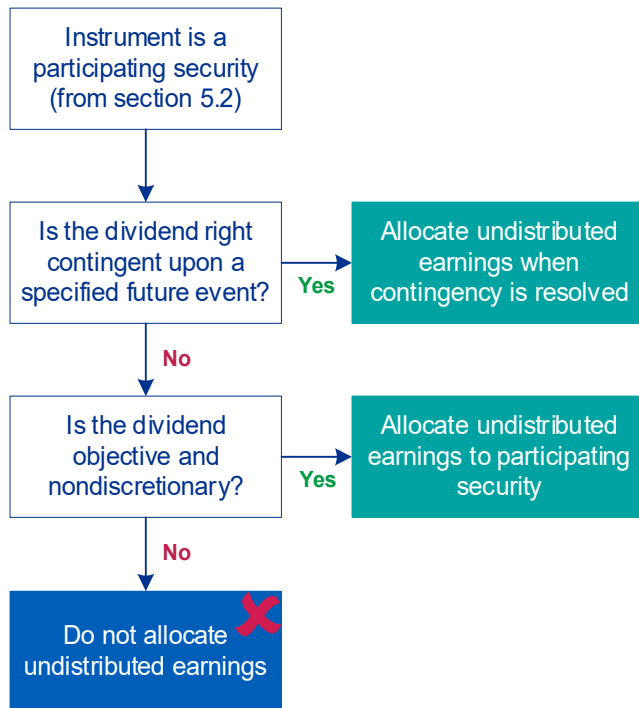 Instrument is a
participating security
(from section 5.2)
Is the dividend right
contingent upon a
specified future event?
Yes
Allocate undistributed
earnings when
contingency is resolved
No
Is the dividend
objective and
nondiscretionary?
Yes
Allocate undistributed
earnings to participating
security
No
Do not allocate
undistributed earnings